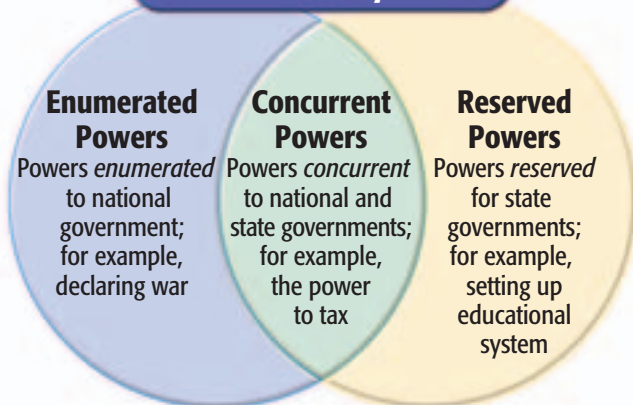 Enumerated
Powers
Powers enumerated
to national
government;
for example,
declaring war
Concurrent
Powers
Powers concurrent
to national and
state governments;
for example,
the power
to tax
Reserved
Powers
Powers reserved
for state
governments;
for example,
setting up
educational
system